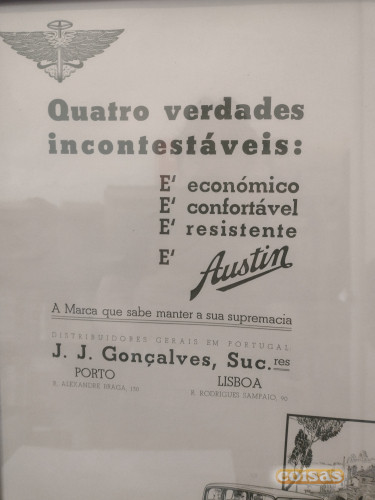 Quatro verdades
incontestáveis:
E' económico
E' confortável
E' resistente
E' Austin
A Marca que sabe manter a sua supremacia
DISTRIBUIDORES GERAIS EM PORTUGAL
J. J. Gonçalves, Suc.res
PORTO
LISBOA
R. ALEXANDRE BRAGA,
R. RODRIGUES SAMPAIO, 90
coisas